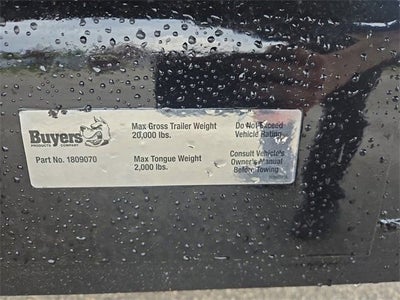 Buyers
PRODUCTS COMPANY
Part No. 1809070
Max Gross Trailer Weight
20,000 lbs.
Max Tongue Weight
2,000 lbs.
Do Not Exceed
Vehicle Rating
Consult Vehicle's
Owner's Manual
Before Towing